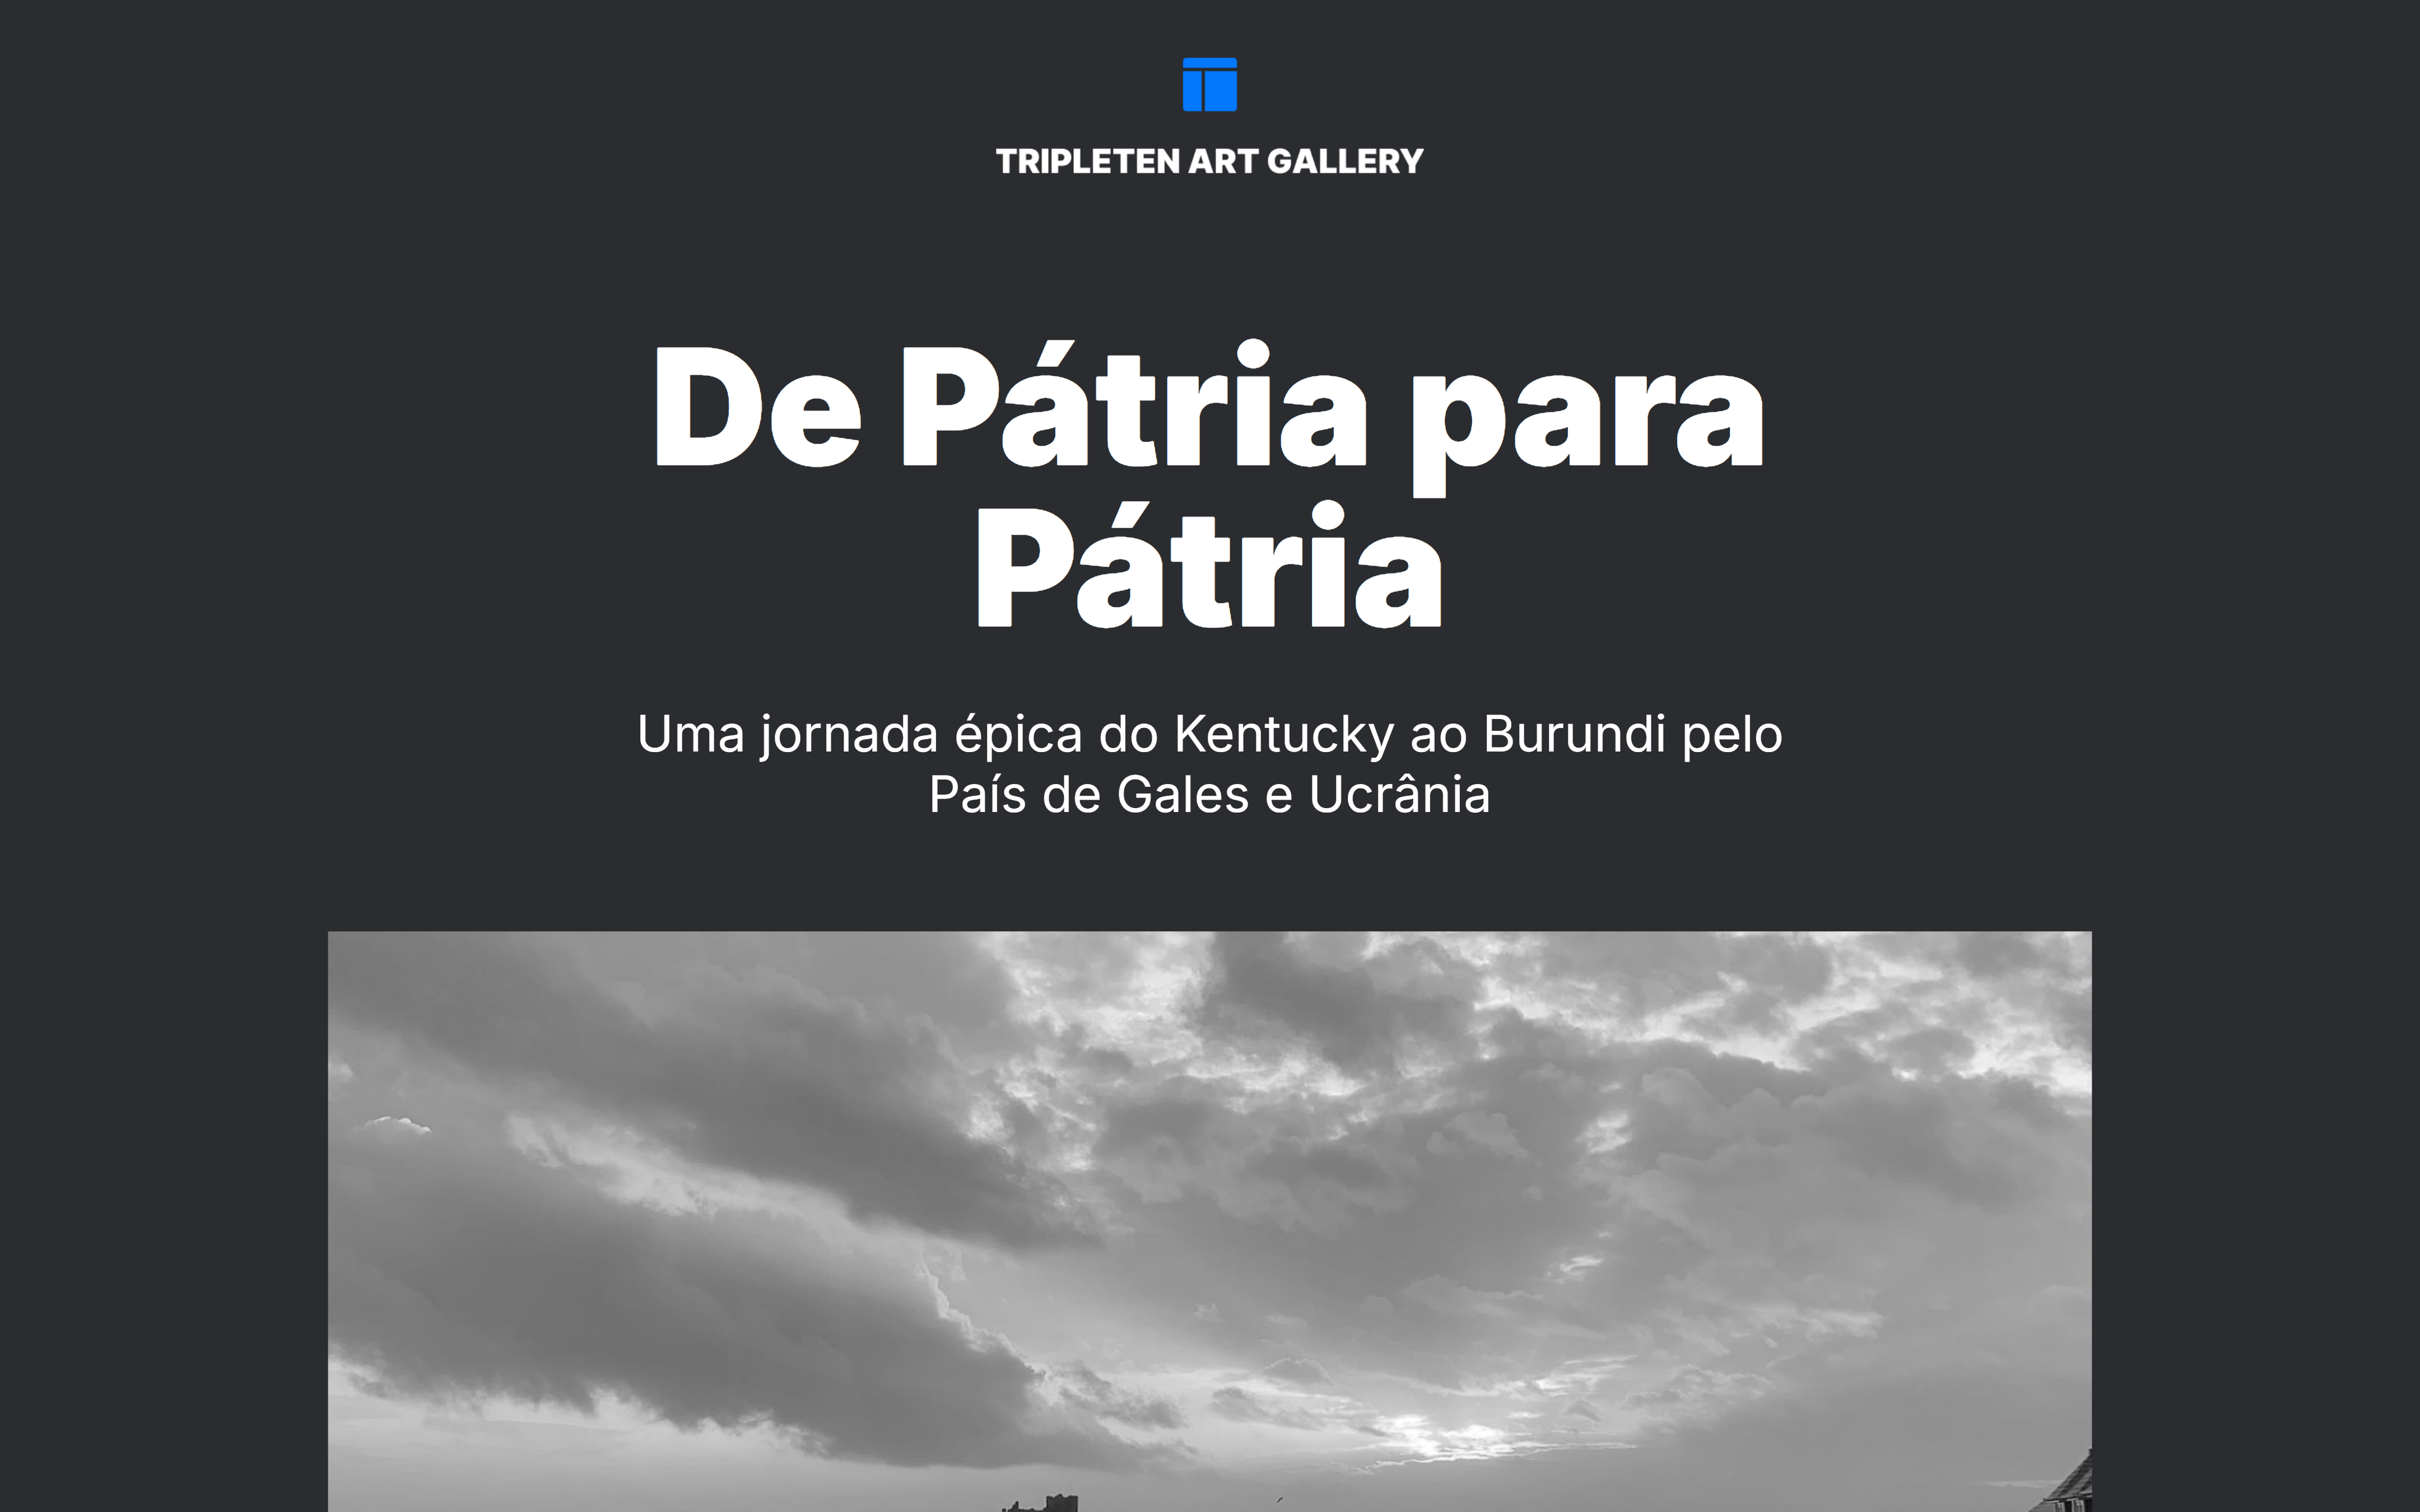 TRIPLETEN ART GALLERY
De Pátria para
Pátria
Uma jornada épica do Kentucky ao Burundi pelo
País de Gales e Ucrânia